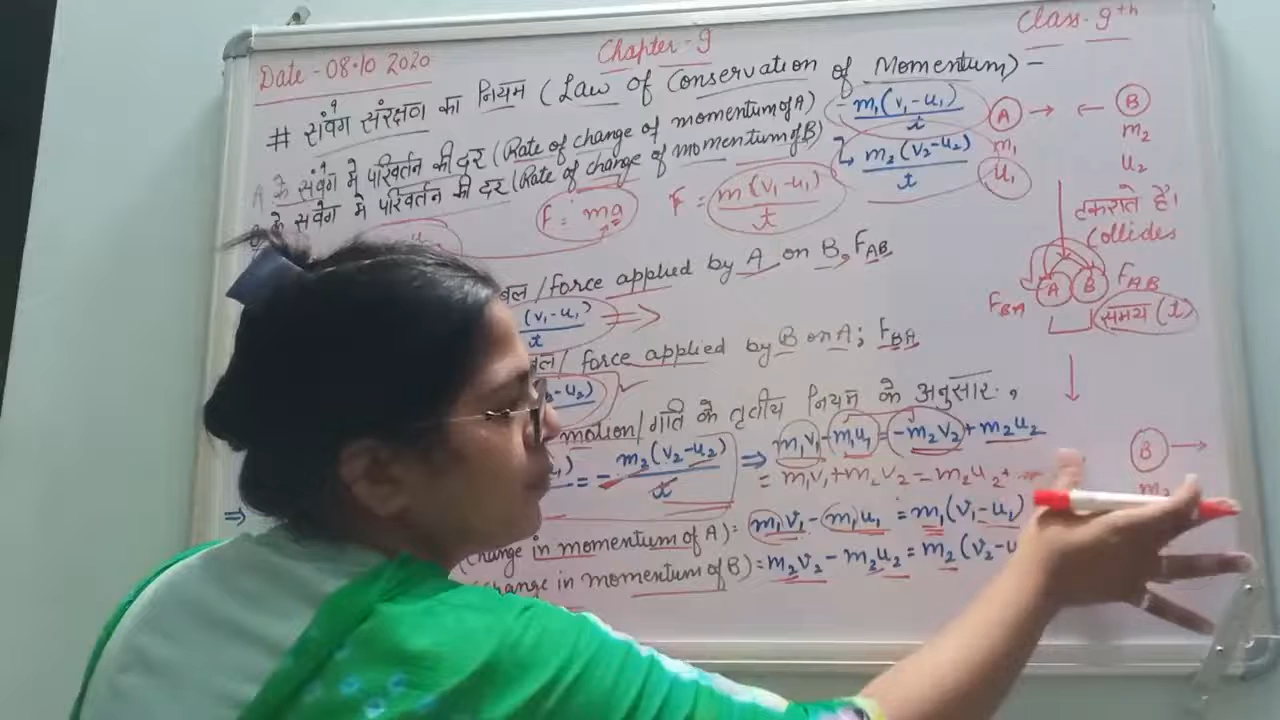 Class-9th
Chapter-9
Date - 08.10 2020
# संवेग संरक्षण का नियम (Law of Conservation of Momentum) -
A के संवेग मे परिवर्तन की दर (Rate of change of momentum of A) - m₁(v₁-u₁)/t
के संवेग मे परिवर्तन की दर (Rate of change of momentum of B) m₂(v₂-u₂)/t
F = ma
F = m(v₁-u₁)/t
बल / force applied by A on B, F_AB
(v₁-u₁)/t ⇒
बल / force applied by B on A; F_BA
-u₂)
motion / गति के तृतीय नियम के अनुसार,
= -m₂(v₂-u₂)/t ⇒ m₁v₁ - m₁u₁ = -m₂v₂ + m₂u₂
= m₁v₁ + m₂v₂ = m₂u₂ +
⇒
(Change in momentum of A) = m₁v₁ - m₁u₁ = m₁(v₁-u₁)
change in momentum of B) = m₂v₂ - m₂u₂ = m₂(v₂-u
A → ← B
m₁ m₂
u₁ u₂
टकराते हैं।
Collides
A B F_AB
F_BA समय (t)
B →
m₂